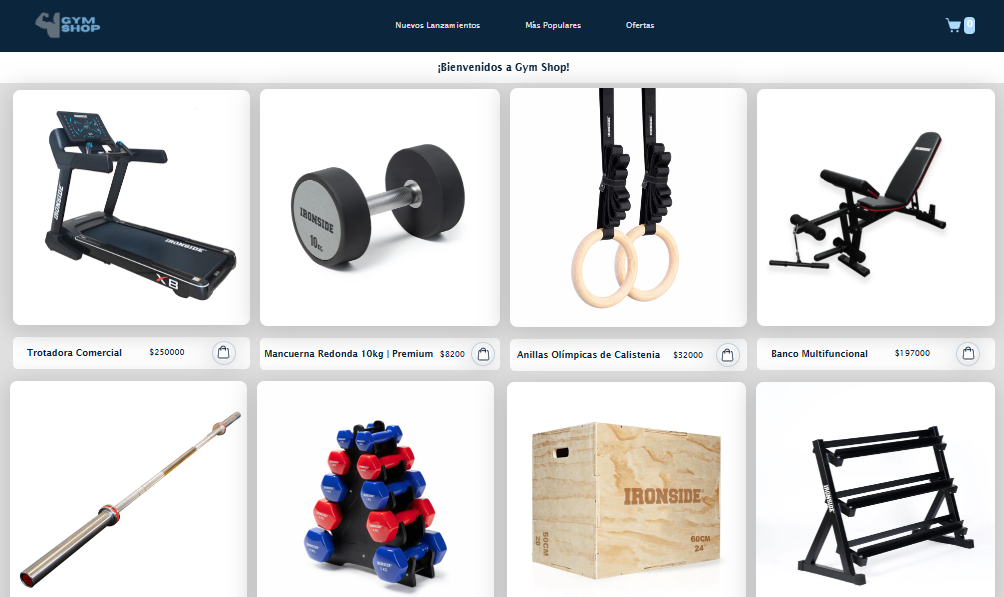 GYM
SHOP
Nuevos Lanzamientos
Más Populares
Ofertas
0
¡Bienvenidos a Gym Shop!
IRONSIDE
IRONSIDE
X8
IRONSIDE
10KG
IRONSIDE
Trotadora Comercial
$250000
Mancuerna Redonda 10kg | Premium
$8200
Anillas Olímpicas de Calistenia
$32000
Banco Multifuncional
$197000
IRONSIDE
50CM
20
60CM
24"
IRONSIDE